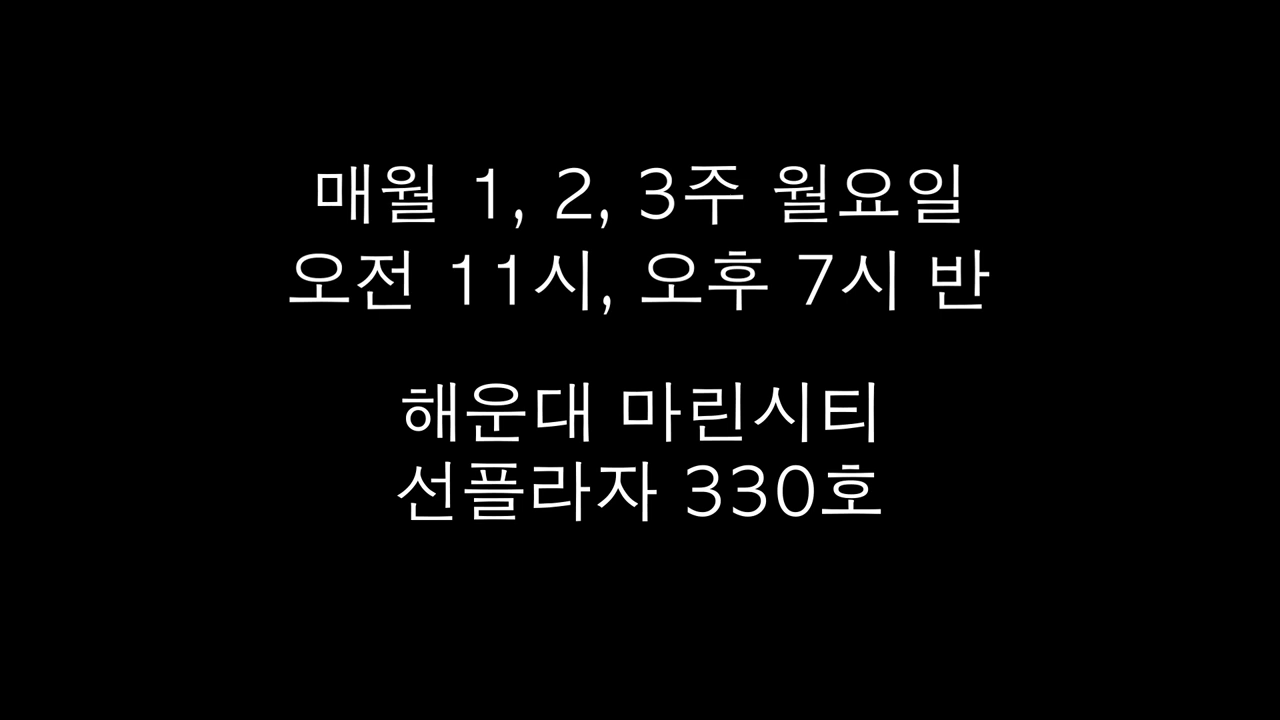 매월 1, 2, 3주 월요일
오전 11시, 오후 7시 반
해운대 마린시티
선플라자 330호